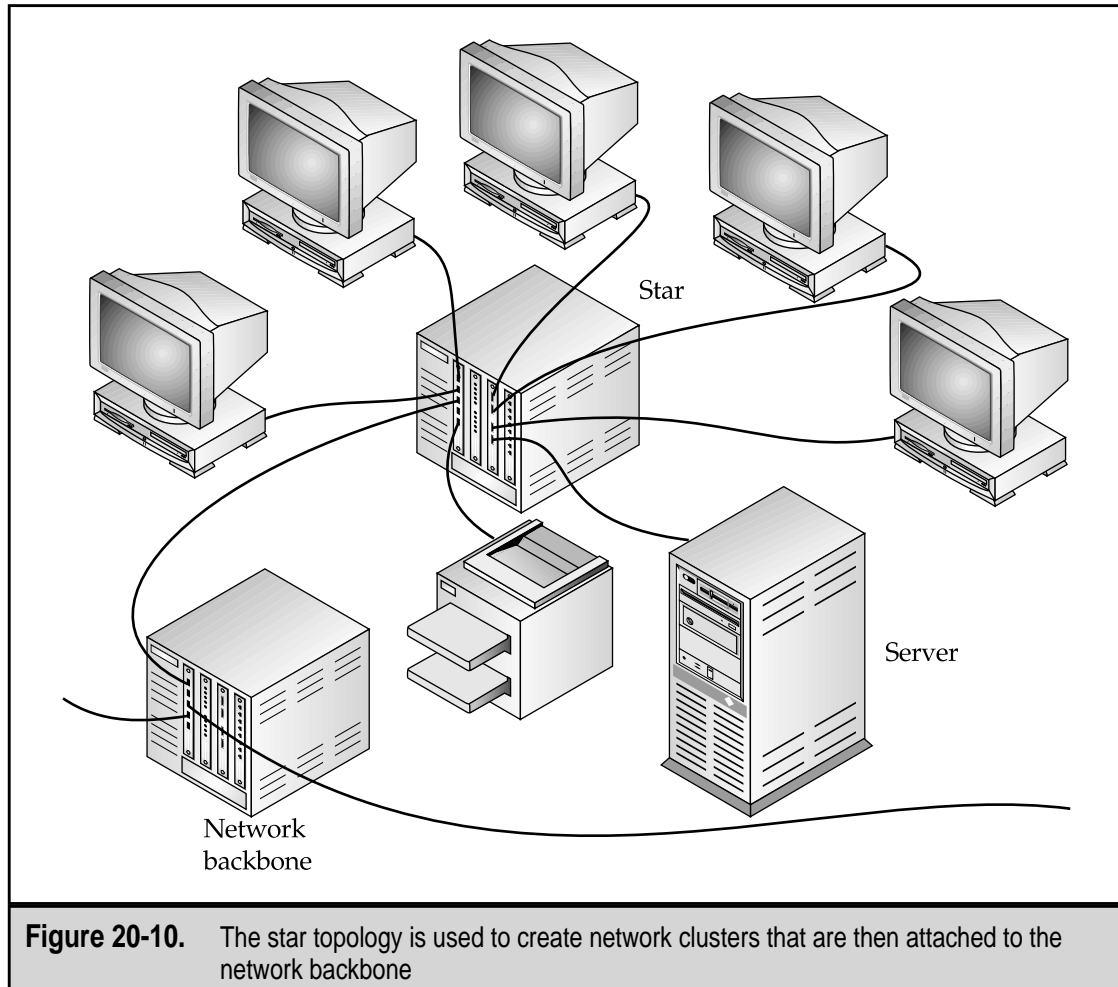 Star
Server
Network
backbone
Figure 20-10. The star topology is used to create network clusters that are then attached to the
network backbone